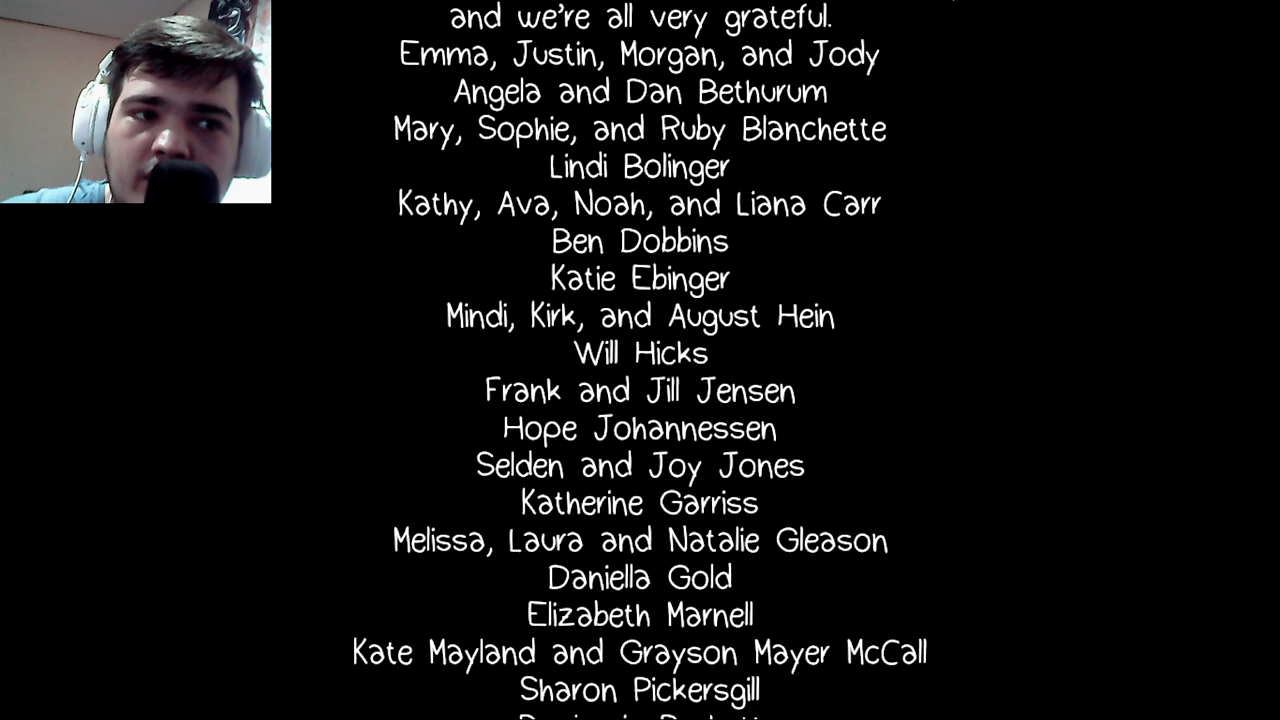 and we're all very grateful.
Emma, Justin, Morgan, and Jody
Angela and Dan Bethurum
Mary, Sophie, and Ruby Blanchette
Lindi Bolinger
Kathy, Ava, Noah, and Liana Carr
Ben Dobbins
Katie Ebinger
Mindi, Kirk, and August Hein
Will Hicks
Frank and Jill Jensen
Hope Johannessen
Selden and Joy Jones
Katherine Garriss
Melissa, Laura and Natalie Gleason
Daniella Gold
Elizabeth Marnell
Kate Mayland and Grayson Mayer McCall
Sharon Pickersgill